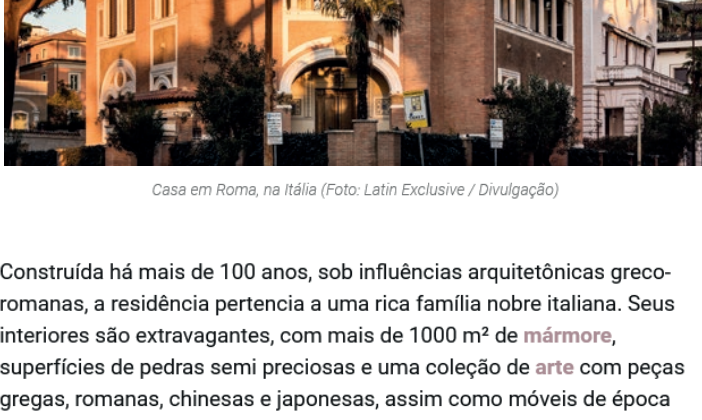 Casa em Roma, na Itália (Foto: Latin Exclusive / Divulgação)
Construída há mais de 100 anos, sob influências arquitetônicas greco-
romanas, a residência pertencia a uma rica família nobre italiana. Seus
interiores são extravagantes, com mais de 1000 m² de mármore,
superfícies de pedras semi preciosas e uma coleção de arte com peças
gregas, romanas, chinesas e japonesas, assim como móveis de época